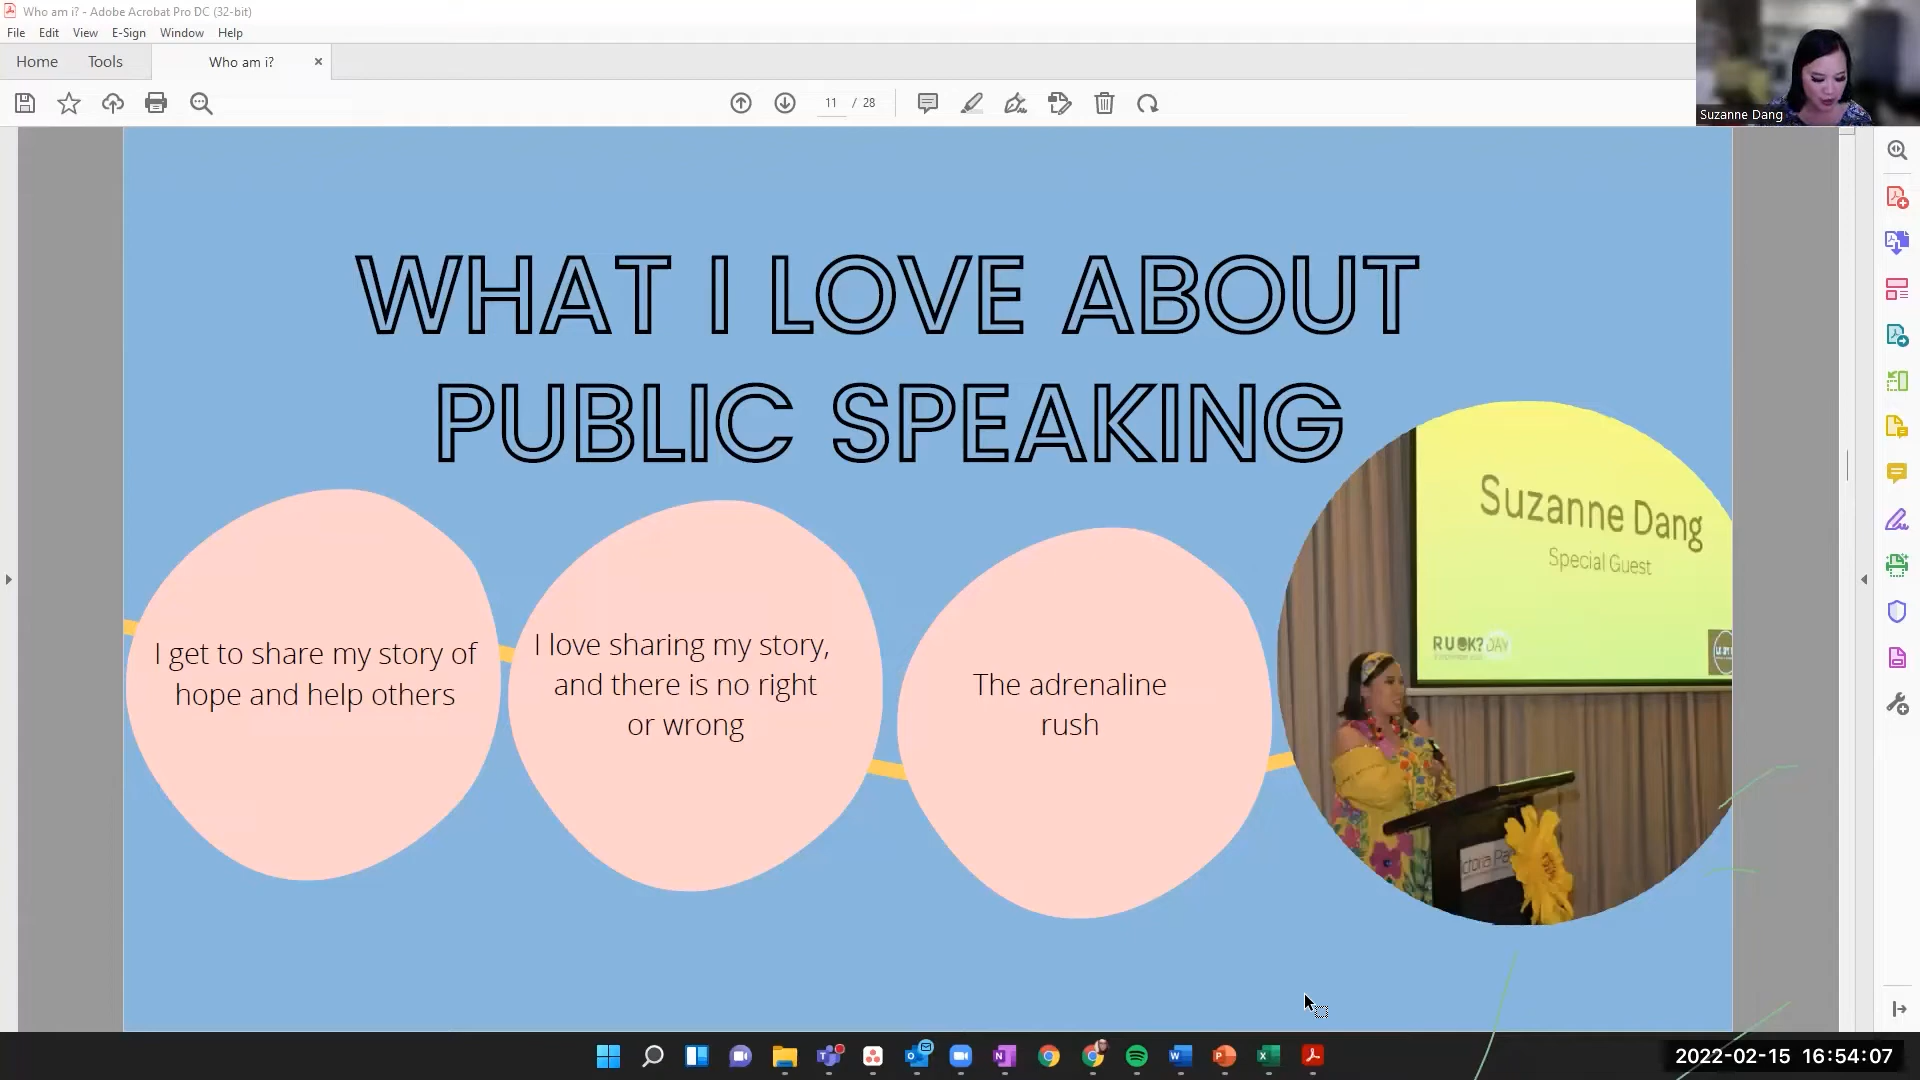 Who am i? - Adobe Acrobat Pro DC (32-bit)
File Edit View E-Sign Window Help
Home Tools Who am i? ×
11 / 28
Suzanne Dang
WHAT I LOVE ABOUT
PUBLIC SPEAKING
I get to share my story of
hope and help others
I love sharing my story,
and there is no right
or wrong
The adrenaline
rush
Suzanne Dang
Special Guest
R U OK? DAY
2022-02-15 16:54:07